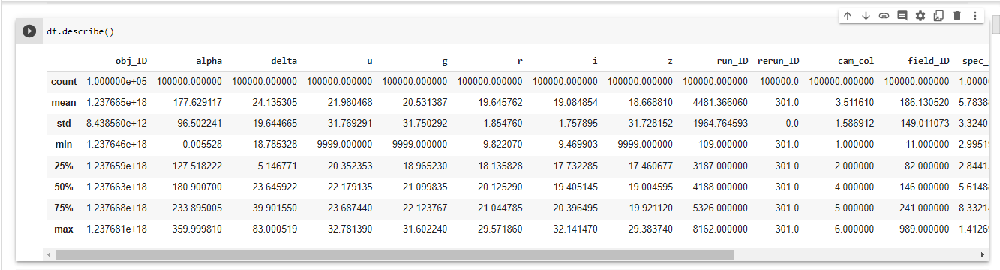 df.describe()
obj_ID alpha delta u g r i z run_ID rerun_ID cam_col field_ID spec_
count 1.000000e+05 100000.000000 100000.000000 100000.000000 100000.000000 100000.000000 100000.000000 100000.000000 100000.000000 100000.0 100000.000000 100000.000000 1.0000
mean 1.237665e+18 177.629117 24.135305 21.980468 20.531387 19.645762 19.084854 18.668810 4481.366060 301.0 3.511610 186.130520 5.7838
std 8.438560e+12 96.502241 19.644665 31.769291 31.750292 1.854760 1.757895 31.728152 1964.764593 0.0 1.586912 149.011073 3.3240
min 1.237646e+18 0.005528 -18.785328 -9999.000000 -9999.000000 9.822070 9.469903 -9999.000000 109.000000 301.0 1.000000 11.000000 2.9951
25% 1.237659e+18 127.518222 5.146771 20.352353 18.965230 18.135828 17.732285 17.460677 3187.000000 301.0 2.000000 82.000000 2.844
50% 1.237663e+18 180.900700 23.645922 22.179135 21.099835 20.125290 19.405145 19.004595 4188.000000 301.0 4.000000 146.000000 5.614
75% 1.237668e+18 233.895005 39.901550 23.687440 22.123767 21.044785 20.396495 19.921120 5326.000000 301.0 5.000000 241.000000 8.332
max 1.237681e+18 359.999810 83.000519 32.781390 31.602240 29.571860 32.141470 29.383740 8162.000000 301.0 6.000000 989.000000 1.4126